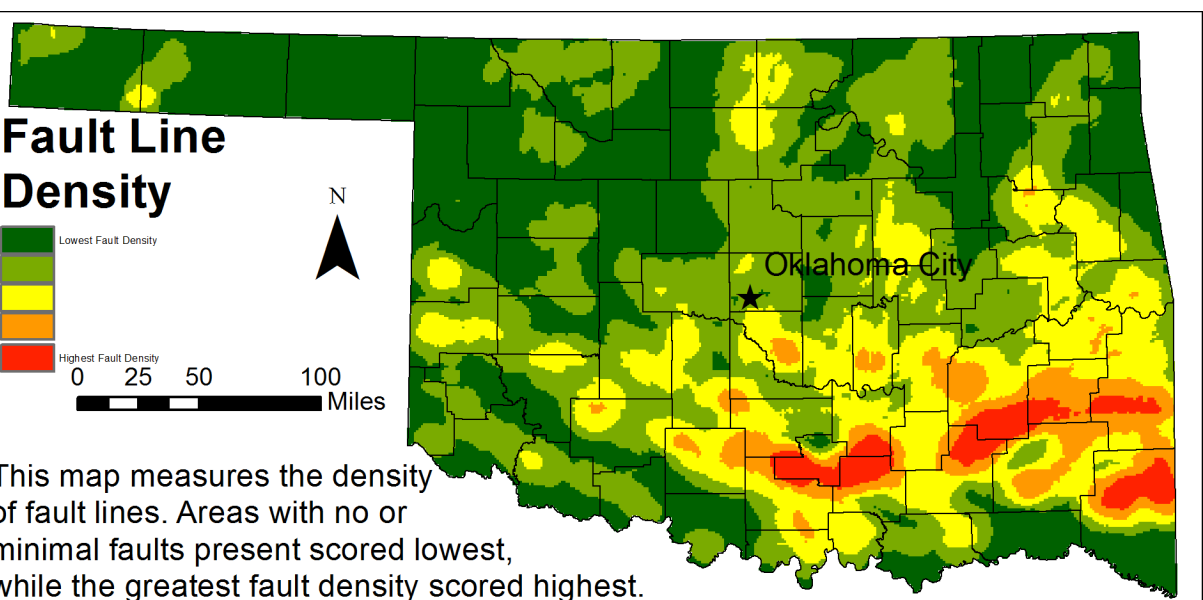 Fault Line
Density
N
Lowest Fault Density
Highest Fault Density
0 25 50 100
Miles
Oklahoma City
This map measures the density
of fault lines. Areas with no or
minimal faults present scored lowest,
while the greatest fault density scored highest.